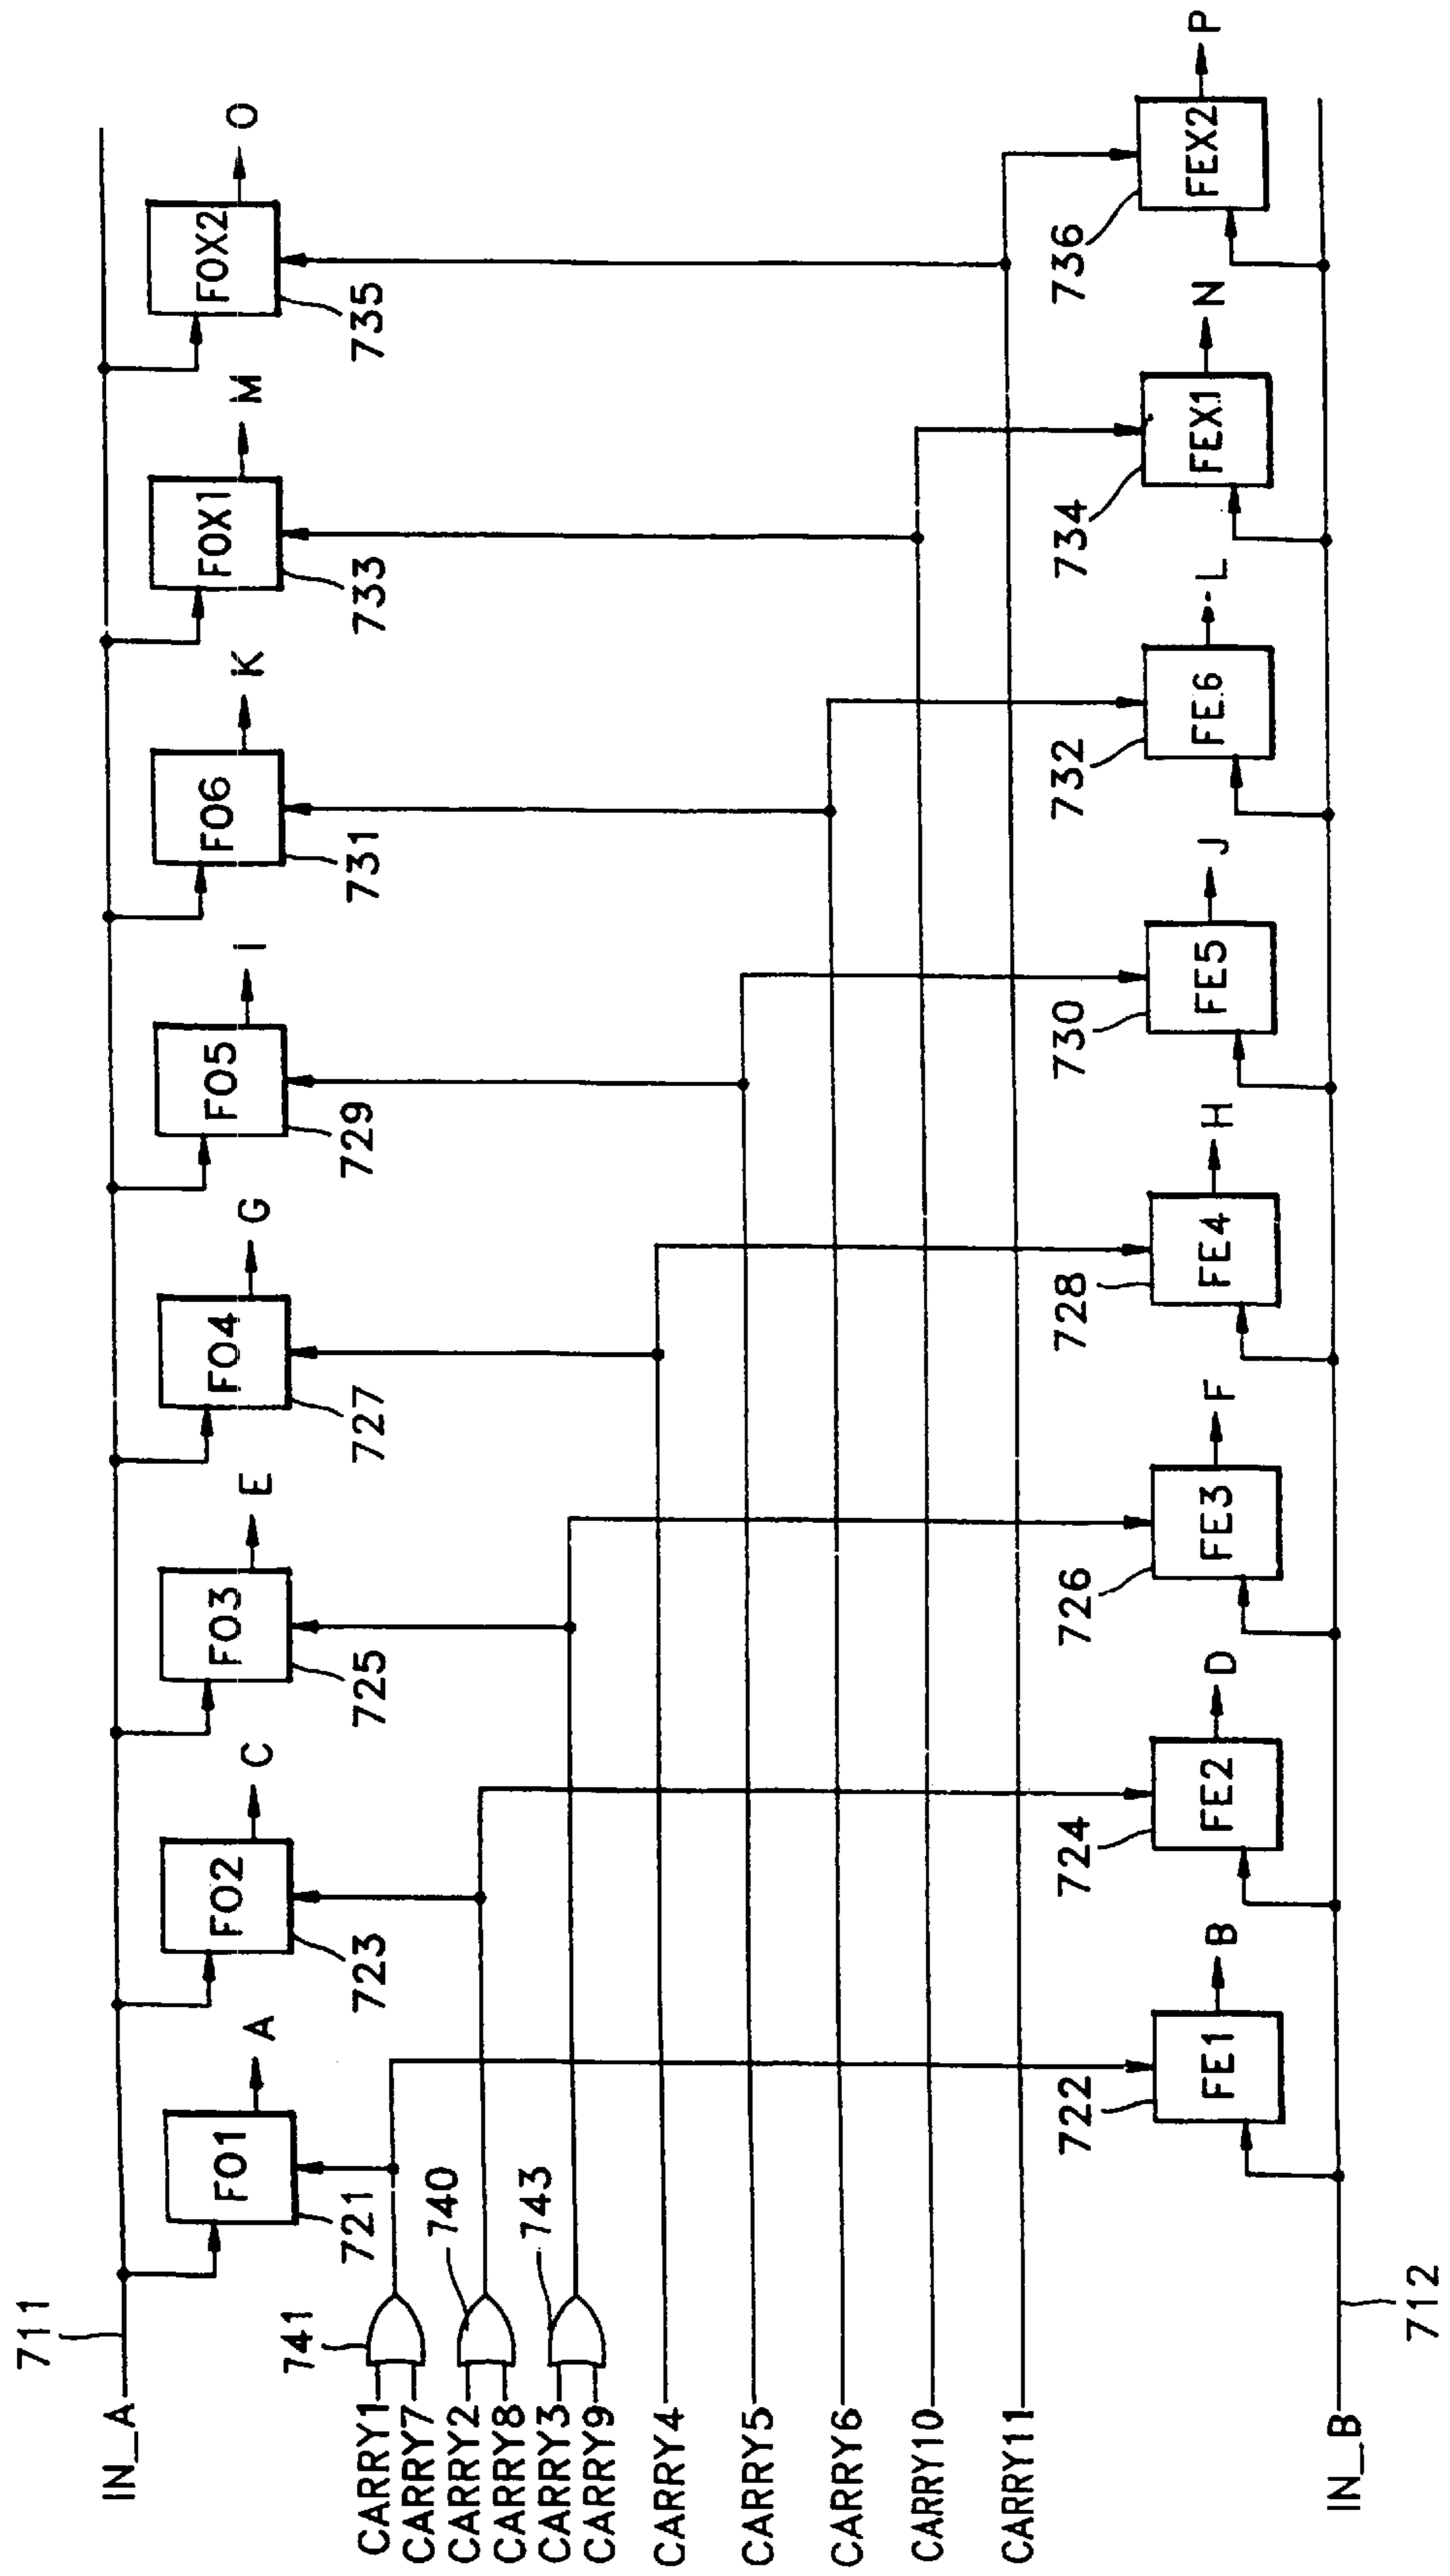 711
IN_A
FO1
721
A
FO2
723
C
FO3
725
E
FO4
727
G
FO5
729
I
FO6
731
K
FOX1
733
M
FOX2
735
O
741
740
743
CARRY1
CARRY7
CARRY2
CARRY8
CARRY3
CARRY9
CARRY4
CARRY5
CARRY6
CARRY10
CARRY11
722
FE1
B
724
FE2
D
726
FE3
F
728
FE4
H
730
FE5
J
732
FE6
L
734
FEX1
N
736
FEX2
P
IN_B
712